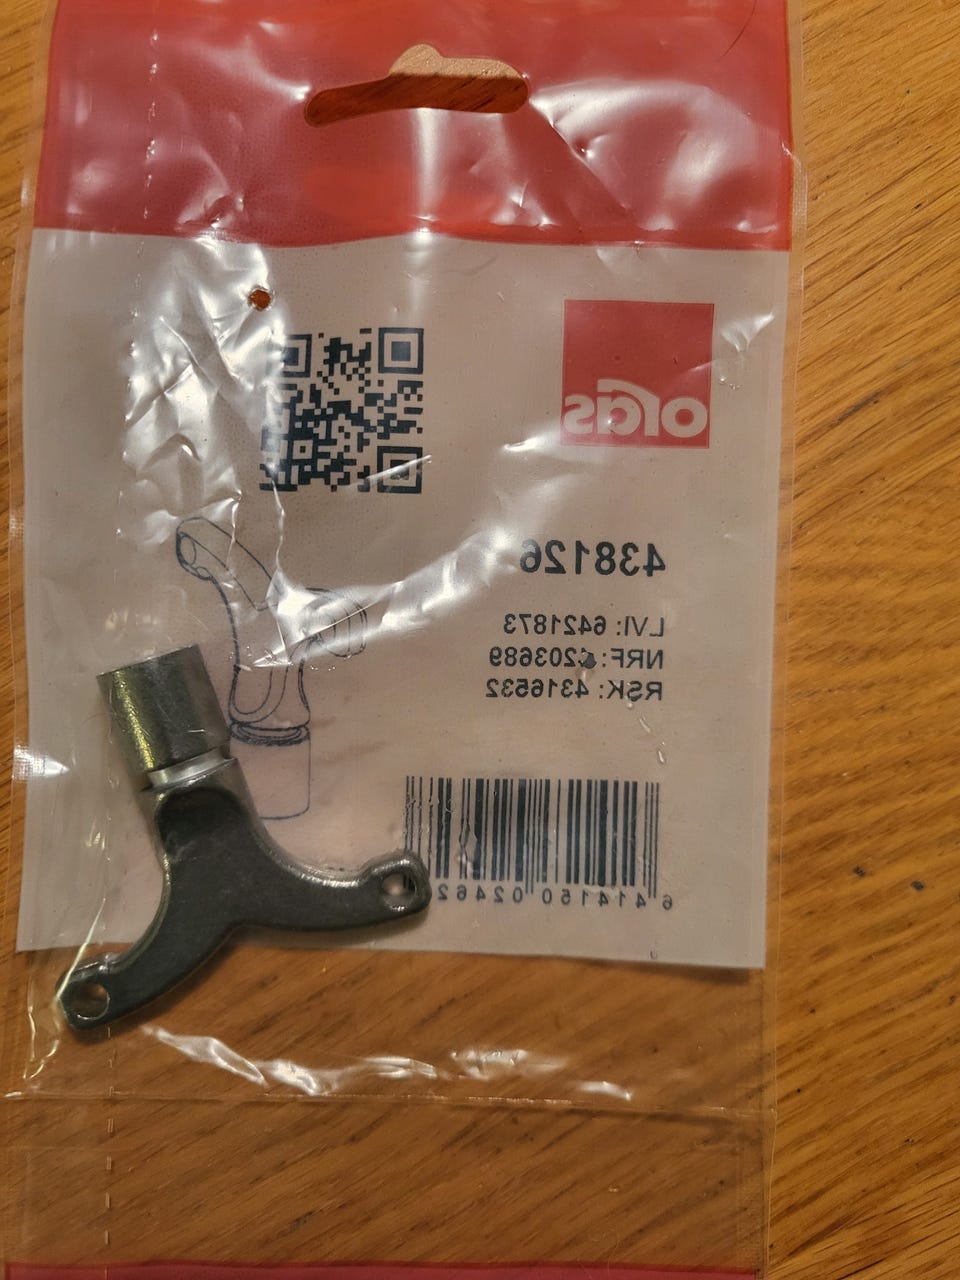 oras
438126
LVI: 6421873
NRF:
RSK: 4316532
6 414150 02462